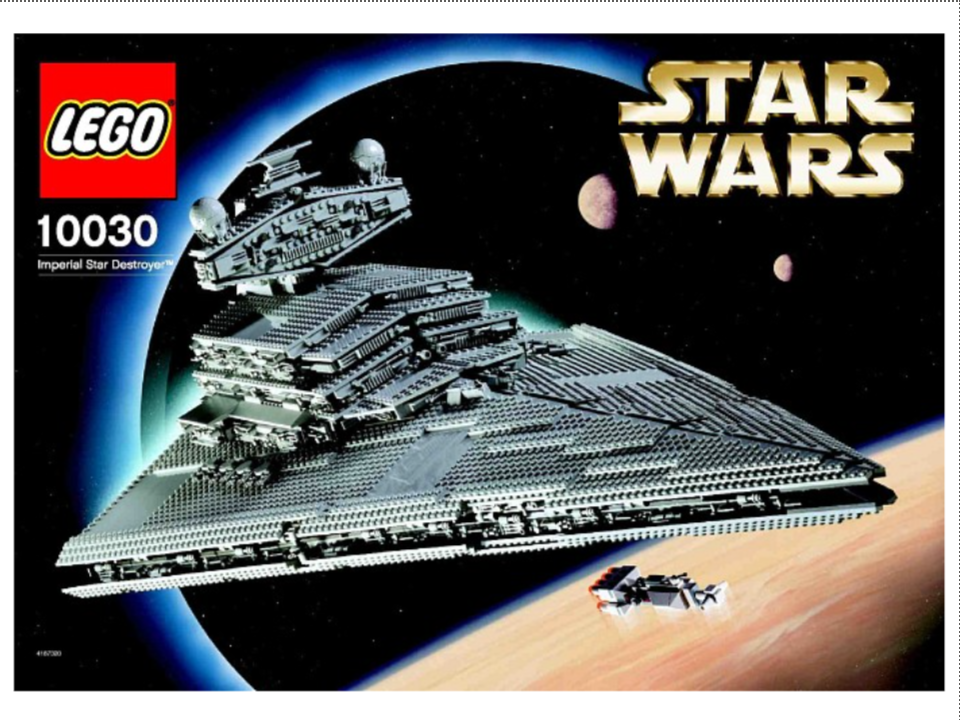 LEGO®
STAR
WARS
10030
Imperial Star Destroyer™